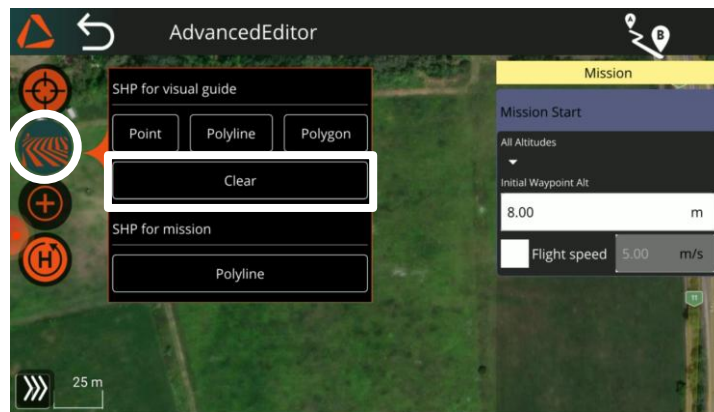 AdvancedEditor
B
SHP for visual guide
Point Polyline Polygon
Clear
SHP for mission
Polyline
H
25 m
Mission
Mission Start
All Altitudes
Initial Waypoint Alt
8.00 m
Flight speed 5.00 m/s
11